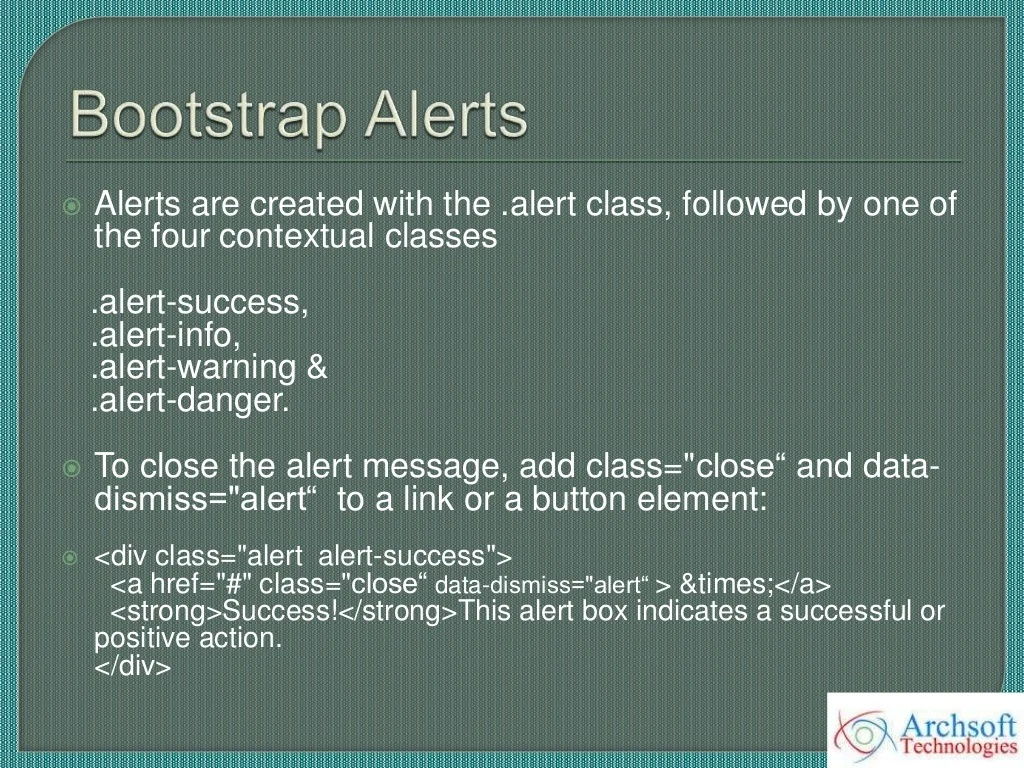 Bootstrap Alerts
Alerts are created with the .alert class, followed by one of
the four contextual classes
.alert-success,
.alert-info,
.alert-warning &
.alert-danger.
To close the alert message, add class="close“ and data-
dismiss="alert“  to a link or a button element:
<div class="alert  alert-success">
<a href="#" class="close“ data-dismiss="alert“ > &times;</a>
<strong>Success!</strong>This alert box indicates a successful or
positive action.
</div>
Archsoft
Technologies